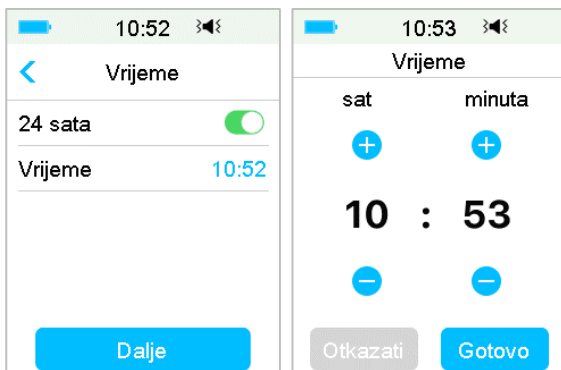 10:52
Vrijeme
24 sata
Vrijeme 10:52
Dalje
10:53
Vrijeme
sat minuta
10 : 53
Otkazati Gotovo